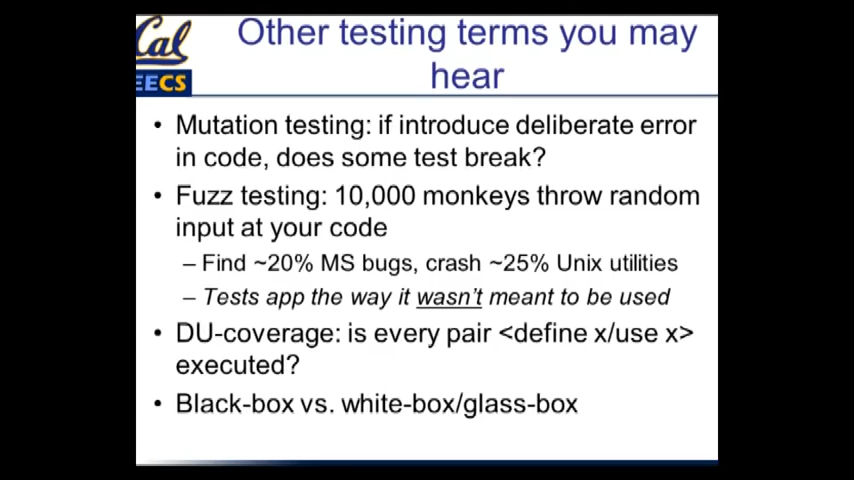 Cal
EECS
Other testing terms you may
hear
• Mutation testing: if introduce deliberate error
in code, does some test break?
• Fuzz testing: 10,000 monkeys throw random
input at your code
– Find ~20% MS bugs, crash ~25% Unix utilities
– Tests app the way it wasn't meant to be used
• DU-coverage: is every pair <define x/use x>
executed?
• Black-box vs. white-box/glass-box